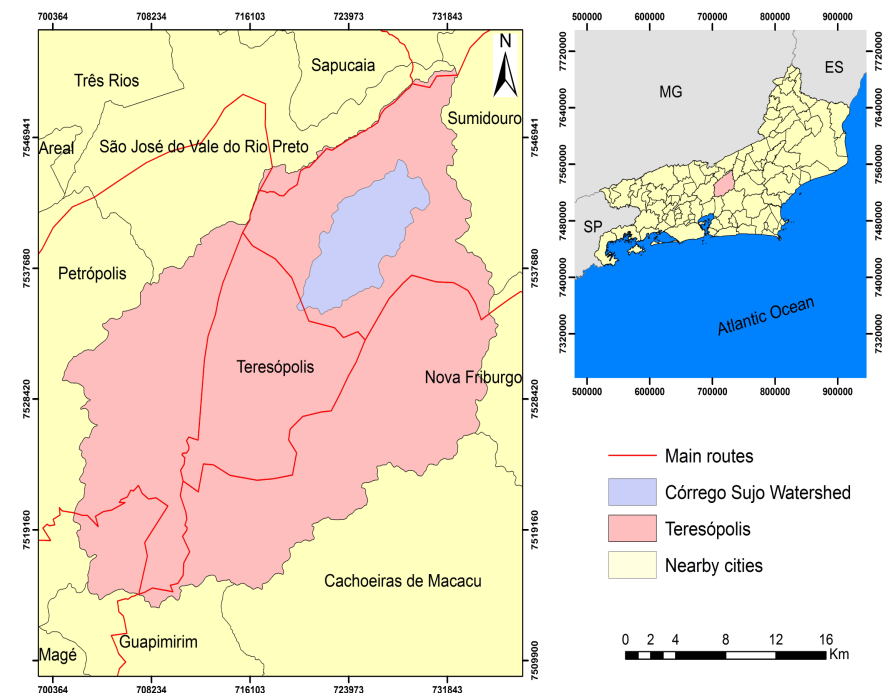 700364 708234 716103 723973 731843
N
Sapucaia
Três Rios
Sumidouro
Areal
São José do Vale do Rio Preto
Petrópolis
Teresópolis
Nova Friburgo
Cachoeiras de Macacu
Guapimirim
Magé
7546941
7537680
7528420
7519160
7509900
7546941
7537680
7528420
7519160
7509900
700364 708234 716103 723973 731843
500000 600000 700000 800000 900000
ES
MG
SP
Atlantic Ocean
7720000
7640000
7560000
7480000
7400000
7320000
7720000
7640000
7560000
7480000
7400000
7320000
500000 600000 700000 800000 900000
Main routes
Córrego Sujo Watershed
Teresópolis
Nearby cities
0 2 4 8 12 16
Km